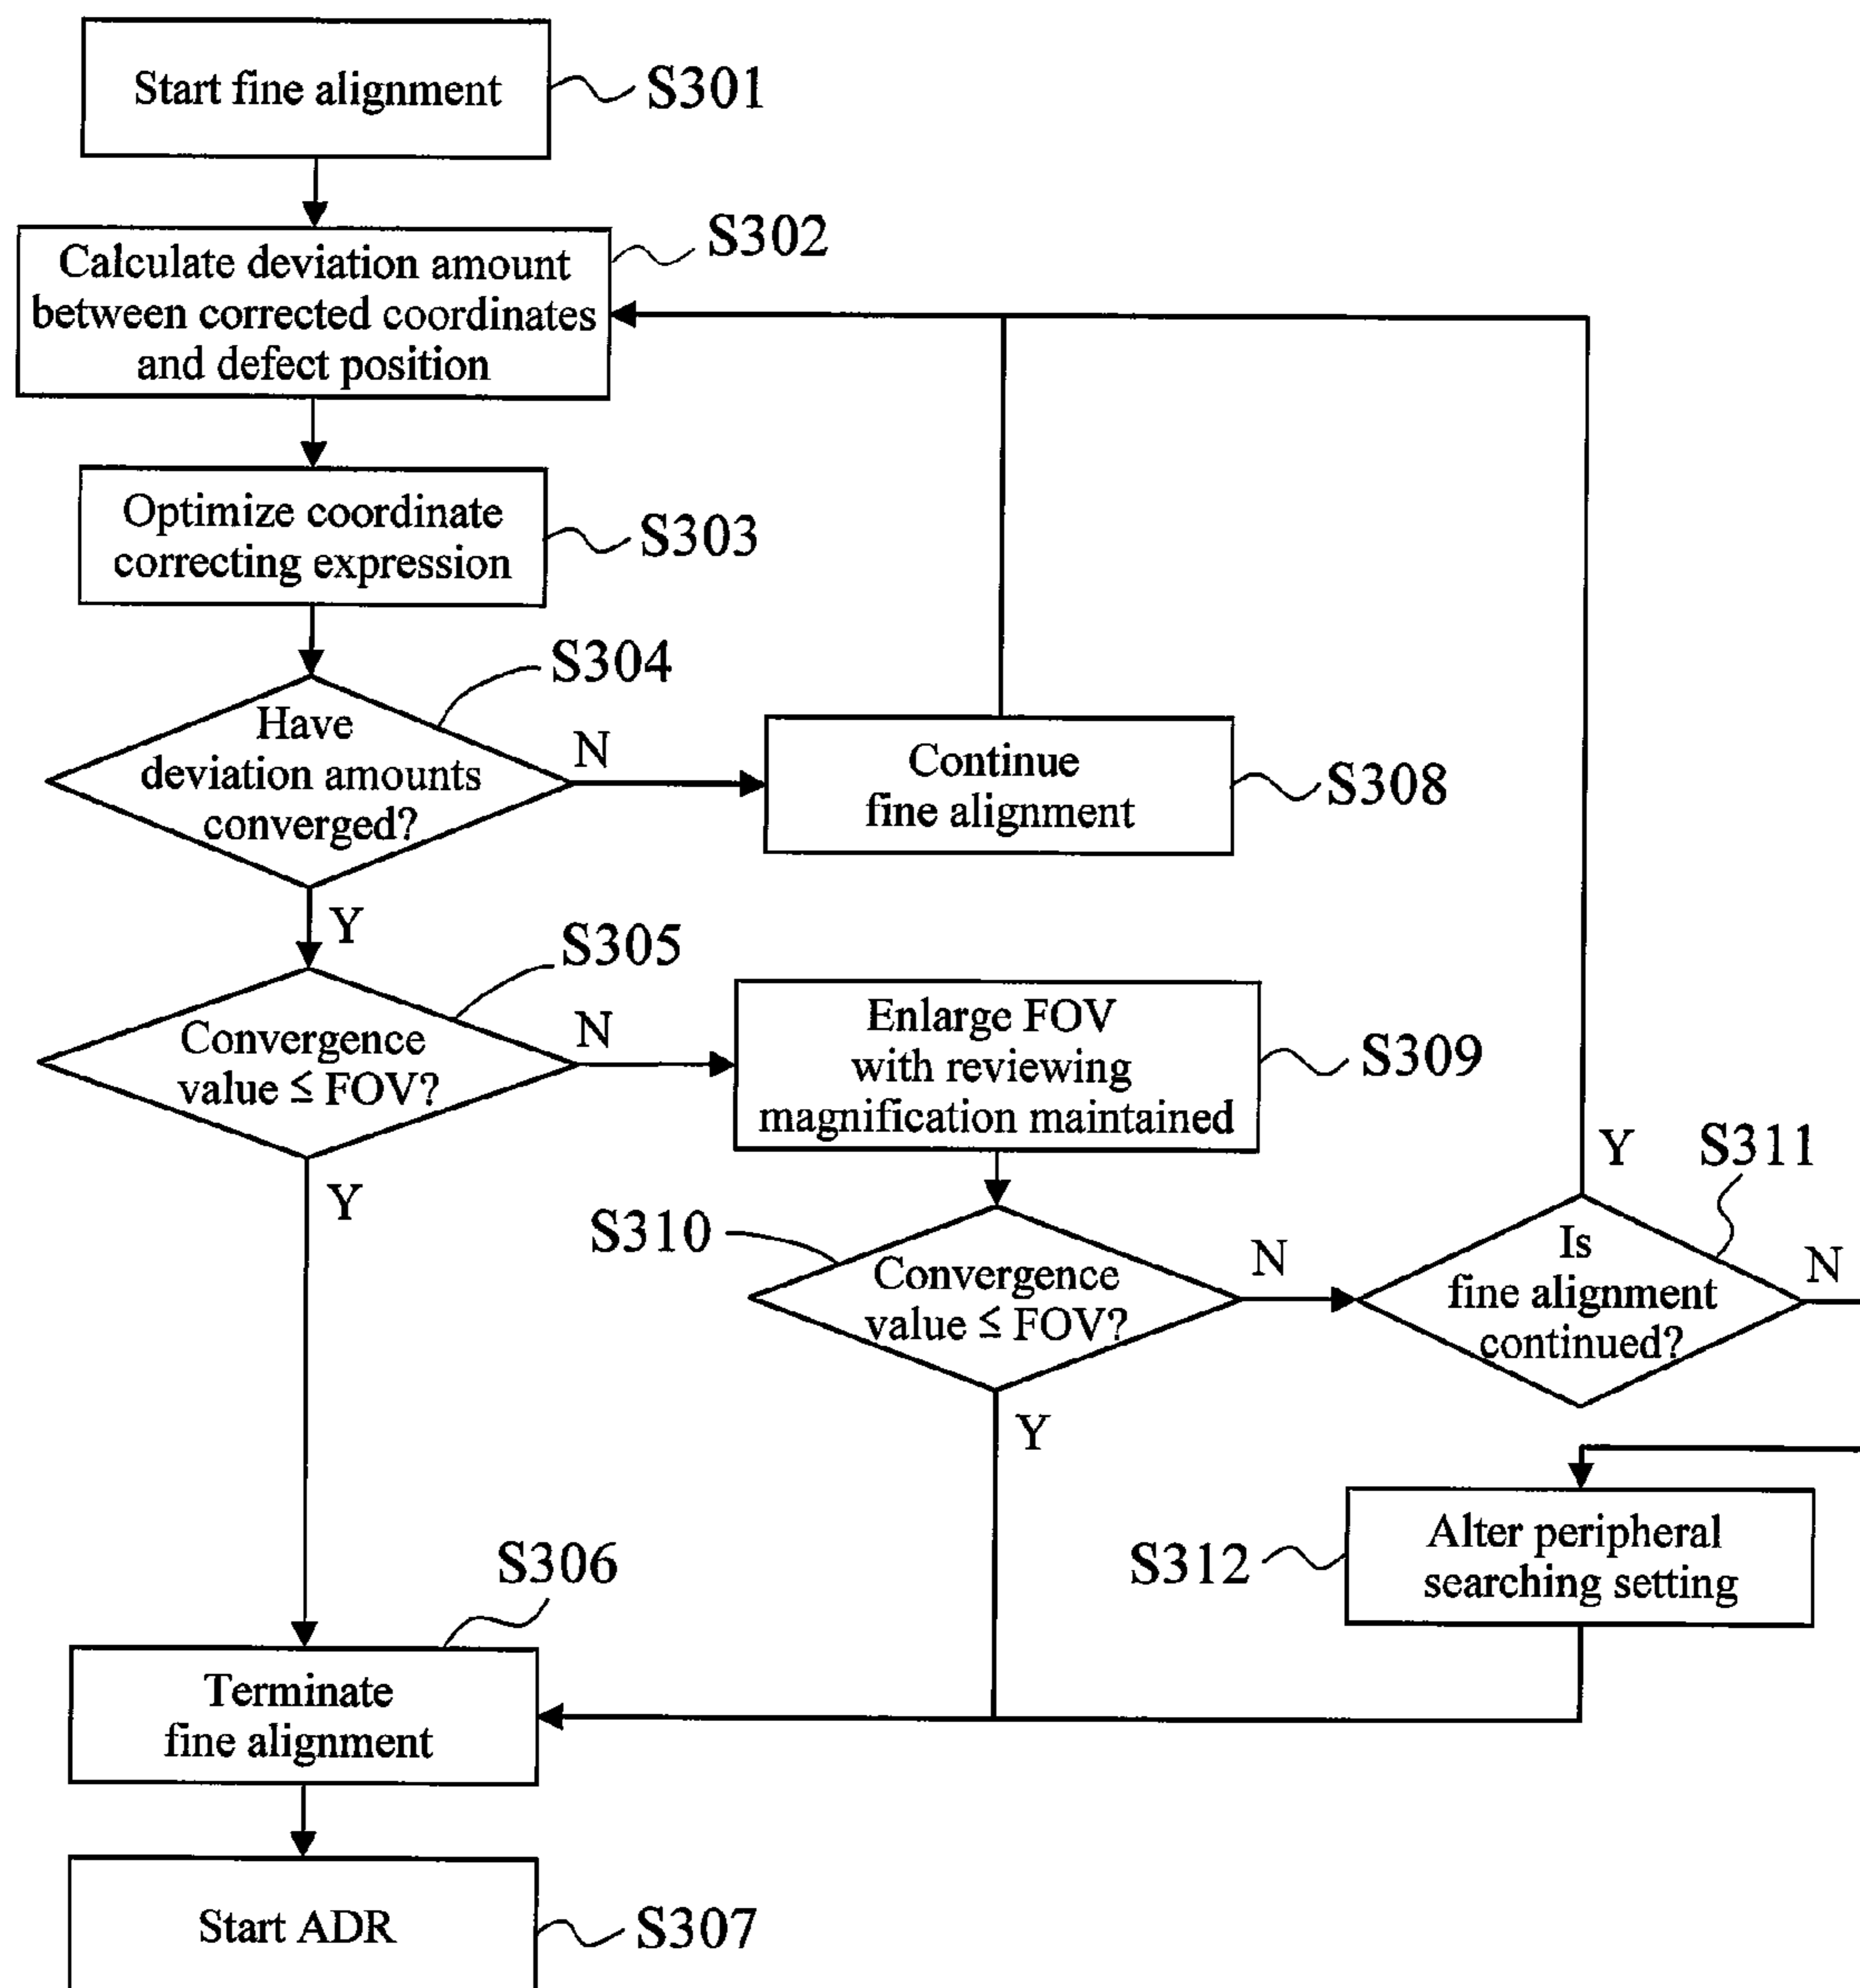 Start fine alignment
S301
Calculate deviation amount
between corrected coordinates
and defect position
S302
Optimize coordinate
correcting expression
S303
S304
Have
deviation amounts
converged?
N
Continue
fine alignment
S308
Y
S305
Convergence
value ≤ FOV?
N
Enlarge FOV
with reviewing
magnification maintained
S309
Y
S310
Convergence
value ≤ FOV?
N
Y
S311
Is
fine alignment
continued?
N
Y
S312
Alter peripheral
searching setting
S306
Terminate
fine alignment
Start ADR
S307